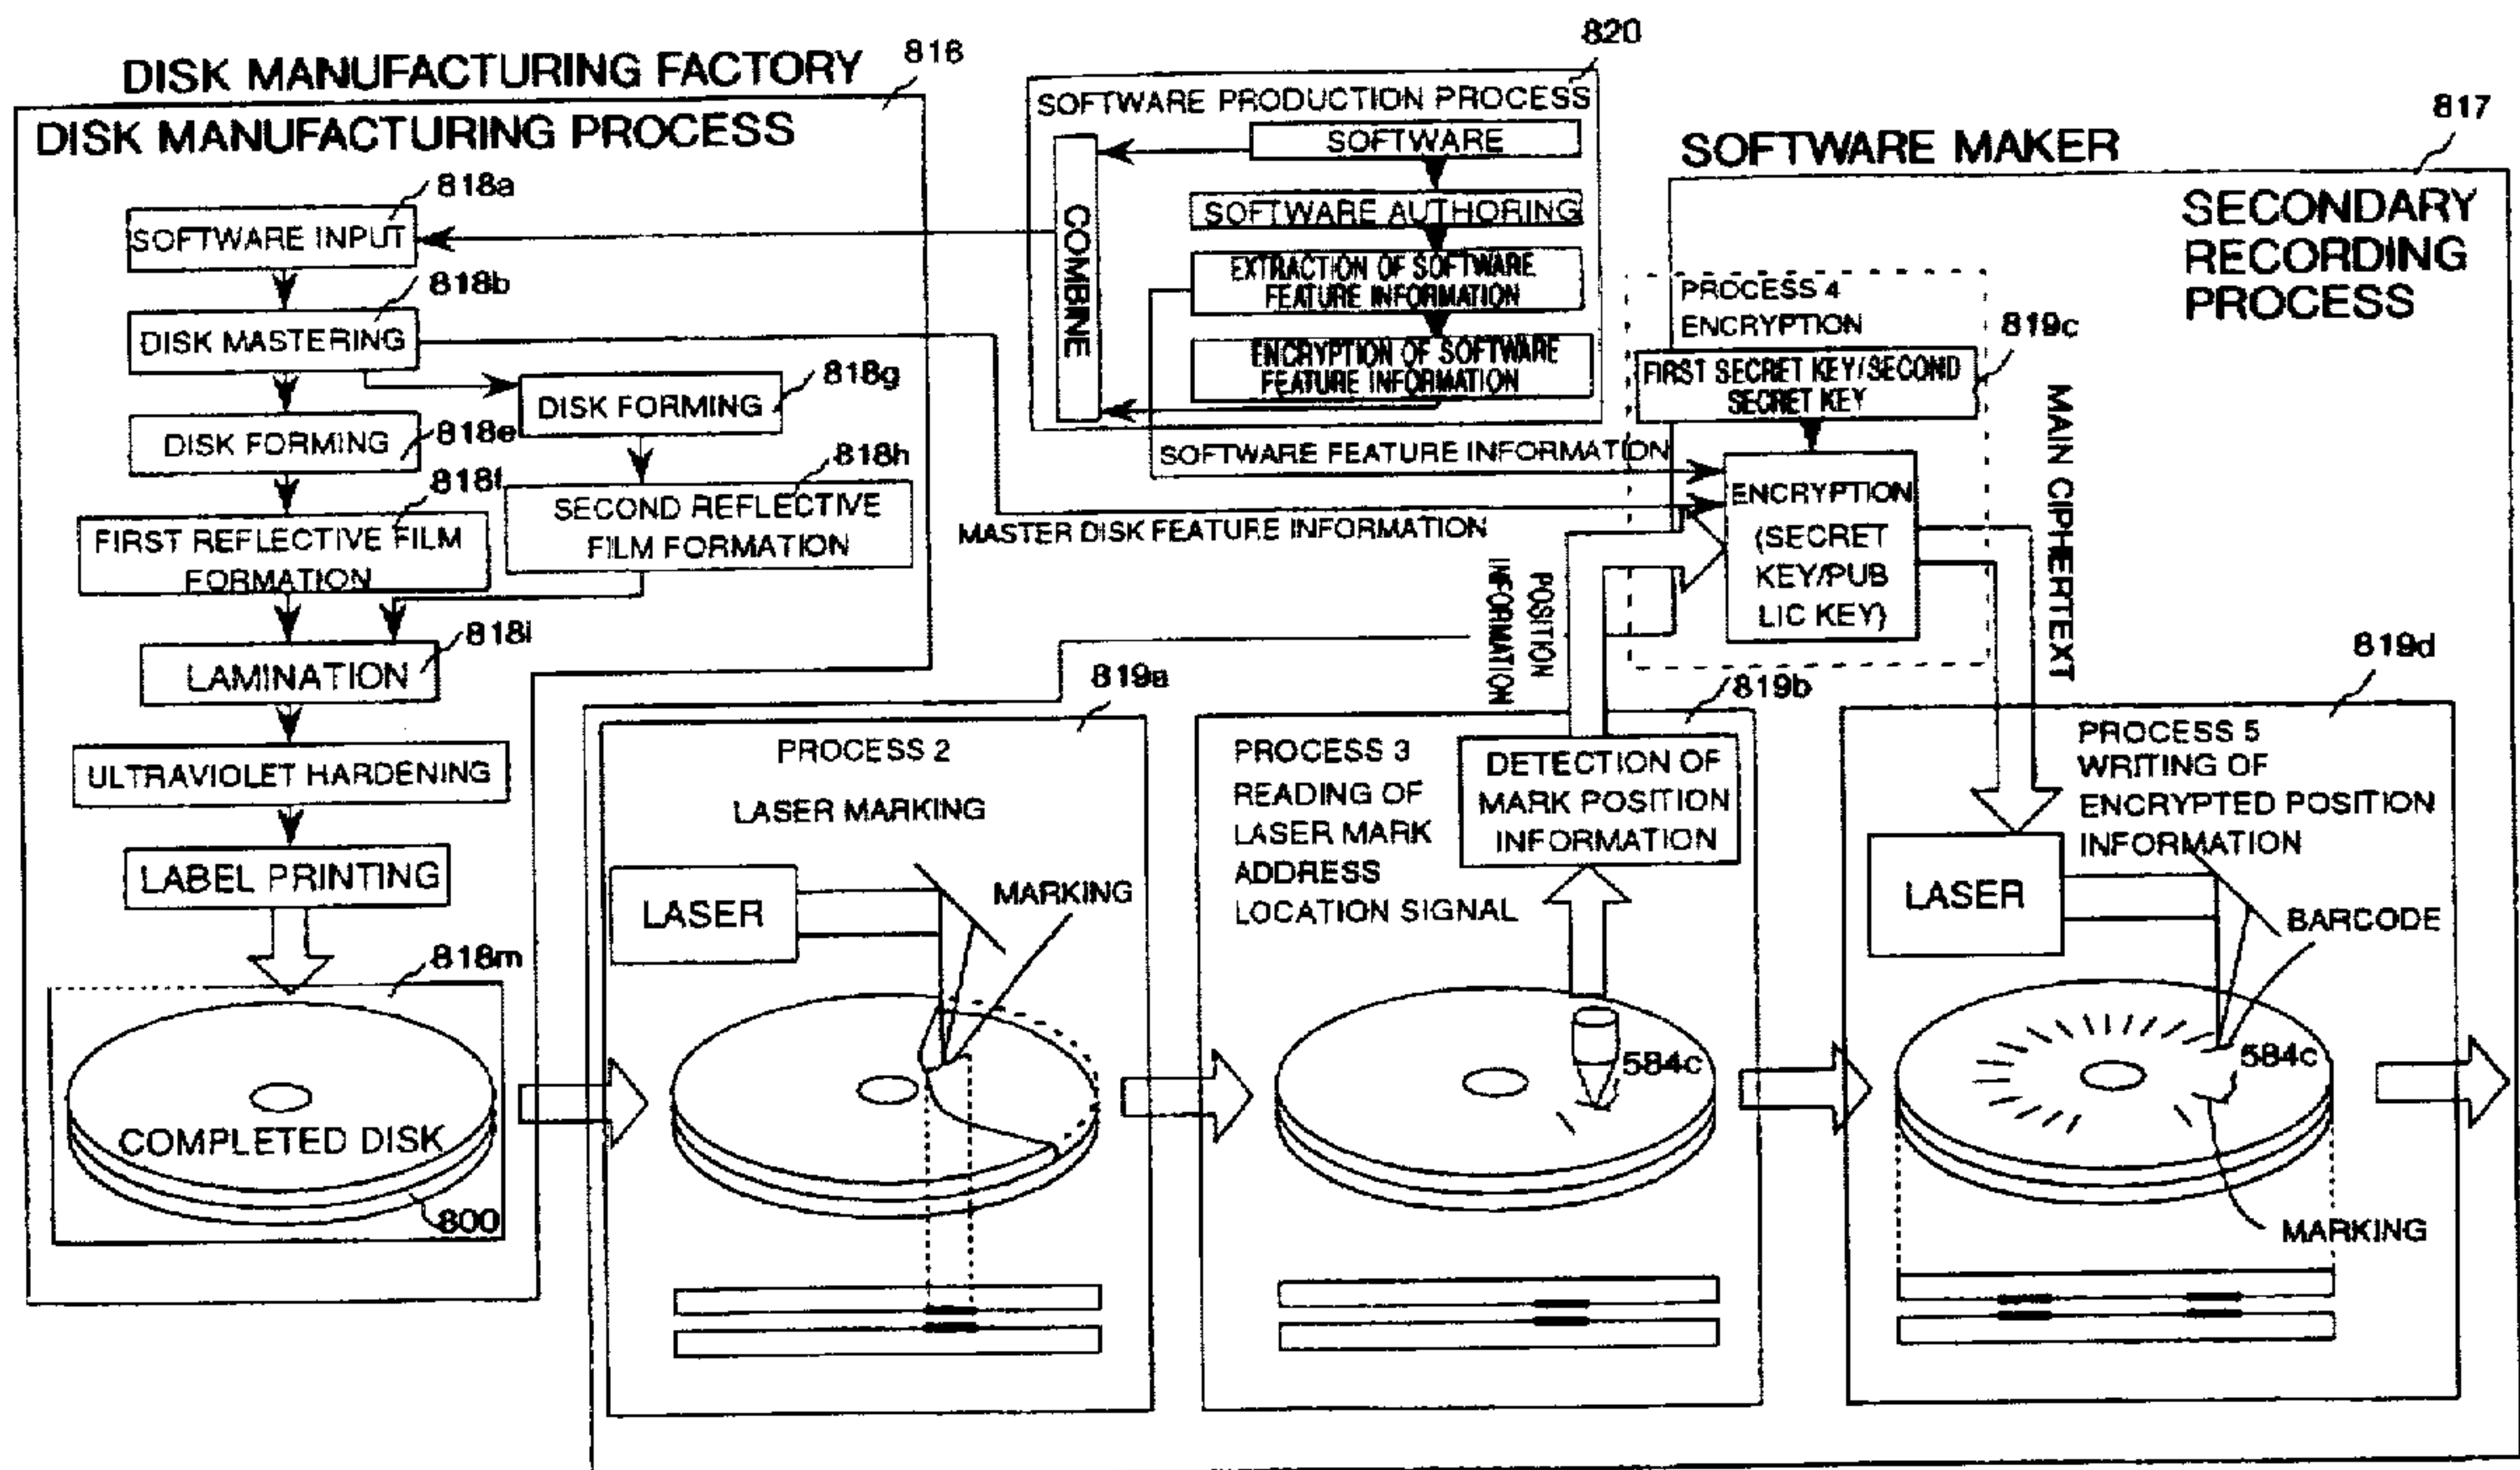 DISK MANUFACTURING FACTORY
816
DISK MANUFACTURING PROCESS
818a
SOFTWARE INPUT
818b
DISK MASTERING
818g
DISK FORMING
DISK FORMING
818e
818f
818h
FIRST REFLECTIVE FILM
FORMATION
SECOND REFLECTIVE
FILM FORMATION
818i
LAMINATION
ULTRAVIOLET HARDENING
LABEL PRINTING
818m
COMPLETED DISK
800
820
SOFTWARE PRODUCTION PROCESS
SOFTWARE
COMBINE
SOFTWARE AUTHORING
EXTRACTION OF SOFTWARE
FEATURE INFORMATION
ENCRYPTION OF SOFTWARE
FEATURE INFORMATION
SOFTWARE FEATURE INFORMATION
MASTER DISK FEATURE INFORMATION
817
SOFTWARE MAKER
SECONDARY
RECORDING
PROCESS
PROCESS 4
ENCRYPTION
819c
FIRST SECRET KEY/SECOND
SECRET KEY
ENCRYPTION
(SECRET
KEY/PUB
LIC KEY)
MAIN CIPHERTEXT
POSITION
INFORMATION
819a
PROCESS 2
LASER MARKING
LASER
MARKING
819b
PROCESS 3
READING OF
LASER MARK
ADDRESS
LOCATION SIGNAL
DETECTION OF
MARK POSITION
INFORMATION
584c
819d
PROCESS 5
WRITING OF
ENCRYPTED POSITION
INFORMATION
LASER
BARCODE
584c
MARKING